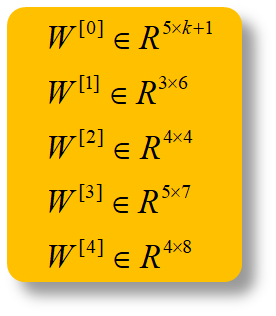 W^[0] ∈ R^5×k+1
W^[1] ∈ R^3×6
W^[2] ∈ R^4×4
W^[3] ∈ R^5×7
W^[4] ∈ R^4×8